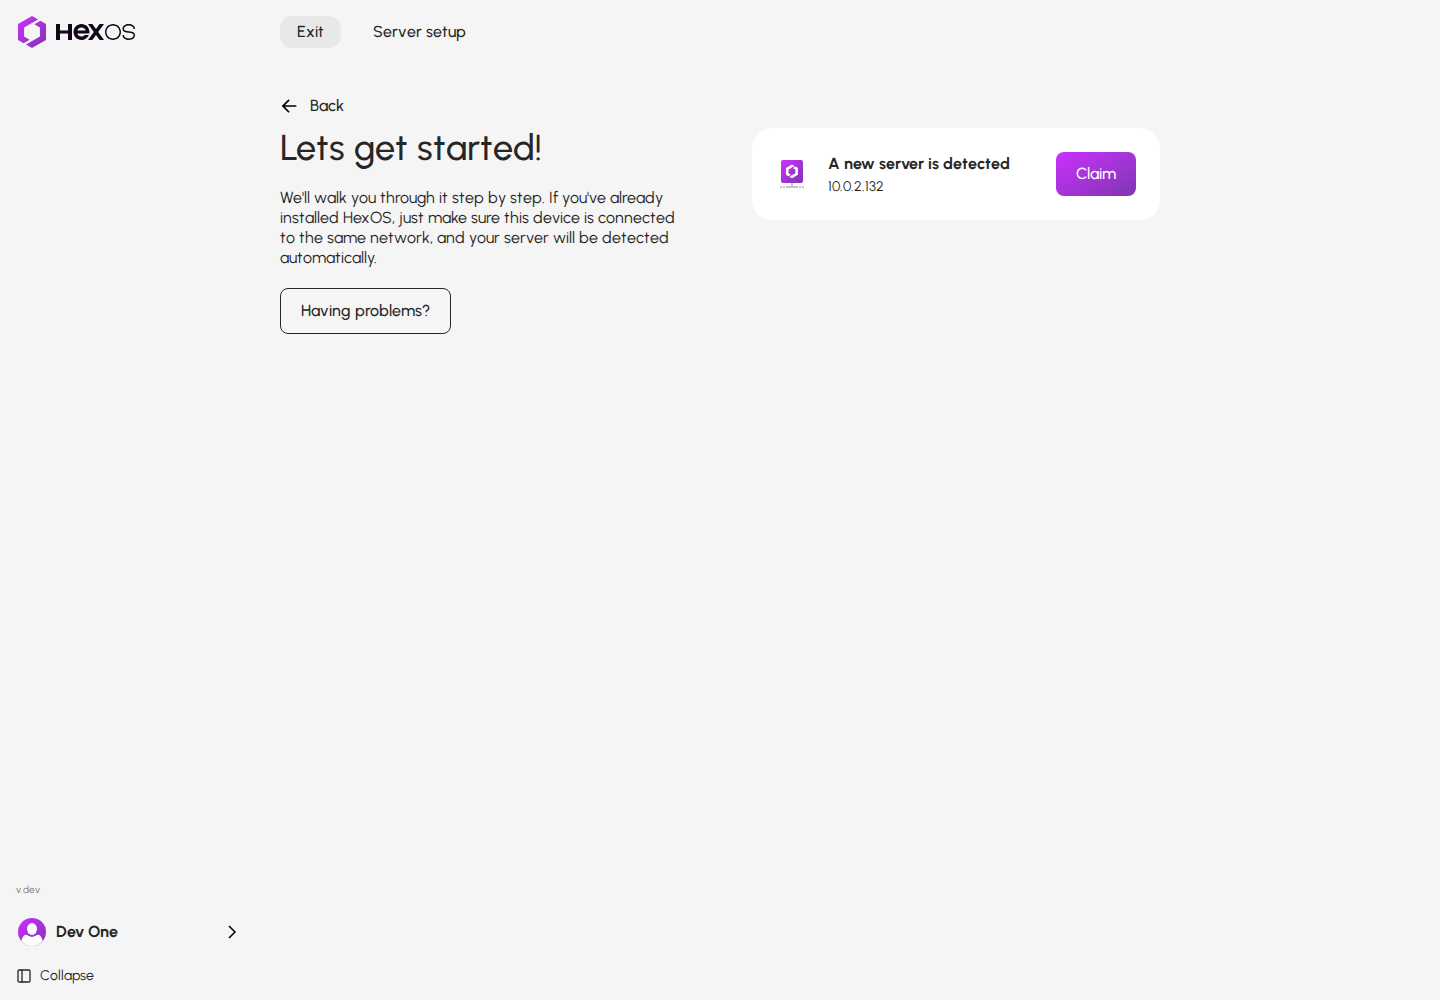 HexOS
Exit
Server setup
Back
Lets get started!
We'll walk you through it step by step. If you've already
installed HexOS, just make sure this device is connected
to the same network, and your server will be detected
automatically.
Having problems?
A new server is detected
10.0.2.132
Claim
v.dev
Dev One
Collapse